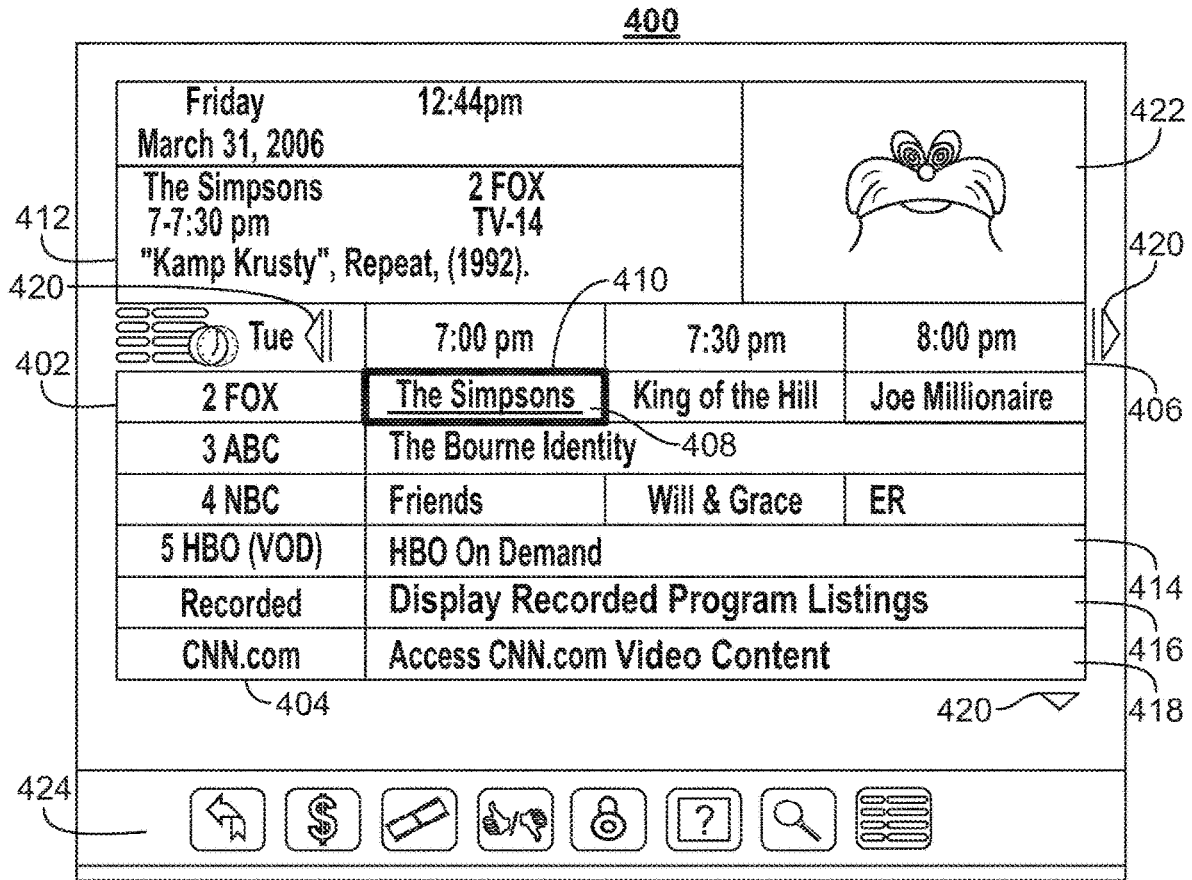 400
Friday 12:44pm
March 31, 2006
422
The Simpsons 2 FOX
7-7:30 pm TV-14
412
"Kamp Krusty", Repeat, (1992).
420
410
420
Tue 7:00 pm 7:30 pm 8:00 pm
402
2 FOX The Simpsons King of the Hill Joe Millionaire
406
3 ABC The Bourne Identity
408
4 NBC Friends Will & Grace ER
5 HBO (VOD) HBO On Demand
414
Recorded Display Recorded Program Listings
416
CNN.com Access CNN.com Video Content
404
420
418
424
$ / ?